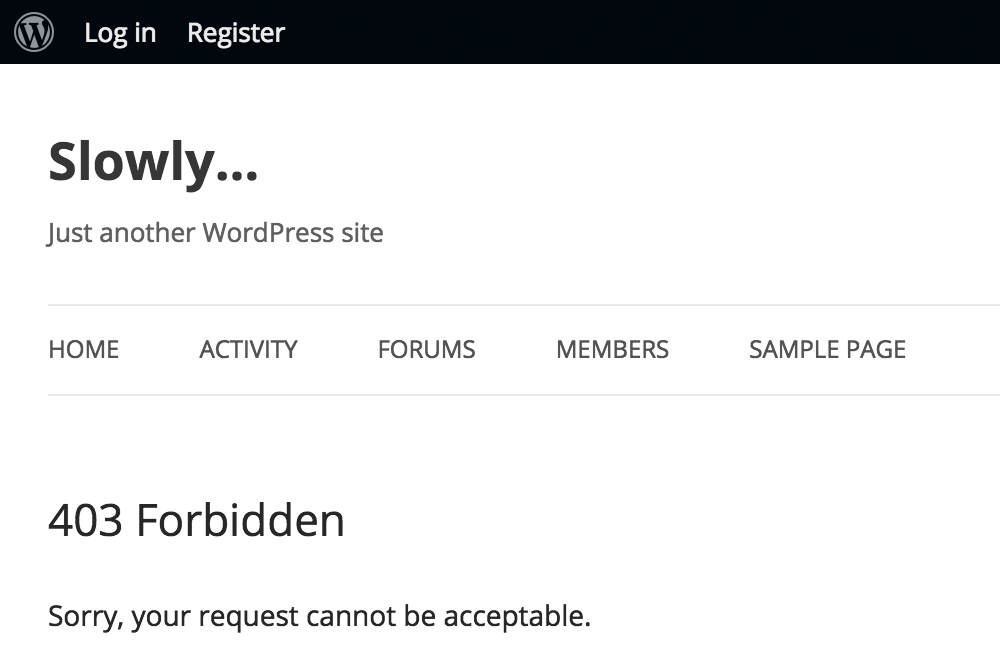 Log in Register
Slowly...
Just another WordPress site
HOME ACTIVITY FORUMS MEMBERS SAMPLE PAGE
403 Forbidden
Sorry, your request cannot be acceptable.